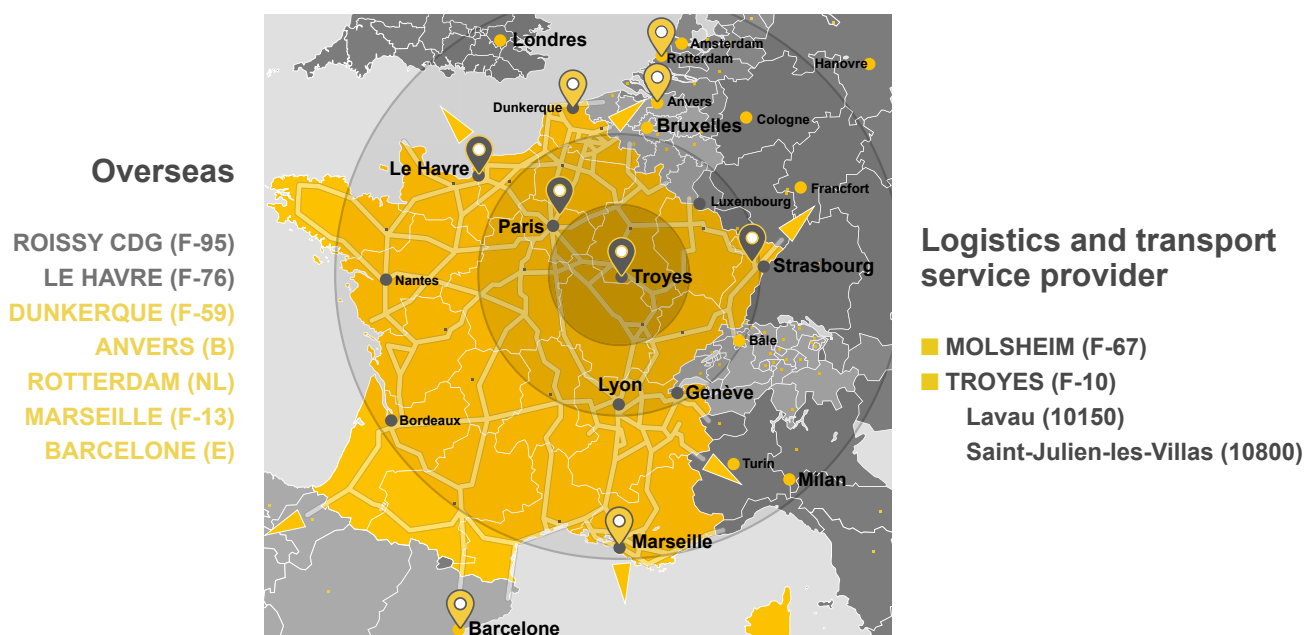 Overseas
ROISSY CDG (F-95)
LE HAVRE (F-76)
DUNKERQUE (F-59)
ANVERS (B)
ROTTERDAM (NL)
MARSEILLE (F-13)
BARCELONE (E)
Londres
Amsterdam
Rotterdam
Hanovre
Dunkerque
Anvers
Bruxelles
Cologne
Le Havre
Francfort
Luxembourg
Paris
Strasbourg
Troyes
Nantes
Bâle
Lyon
Genève
Bordeaux
Turin
Milan
Marseille
Barcelone
Logistics and transport
service provider
MOLSHEIM (F-67)
TROYES (F-10)
Lavau (10150)
Saint-Julien-les-Villas (10800)